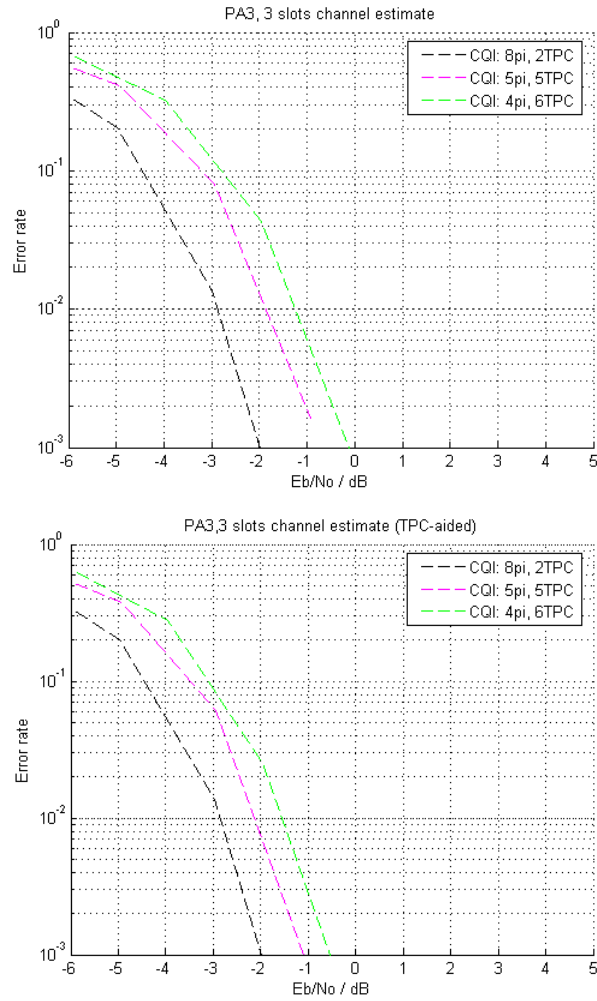 PA3, 3 slots channel estimate
10^0
10^-1
10^-2
10^-3
Error rate
CQI: 8pi, 2TPC
CQI: 5pi, 5TPC
CQI: 4pi, 6TPC
-6 -5 -4 -3 -2 -1 0 1 2 3 4 5
Eb/No / dB
PA3,3 slots channel estimate (TPC-aided)
10^0
10^-1
10^-2
10^-3
Error rate
CQI: 8pi, 2TPC
CQI: 5pi, 5TPC
CQI: 4pi, 6TPC
-6 -5 -4 -3 -2 -1 0 1 2 3 4 5
Eb/No / dB